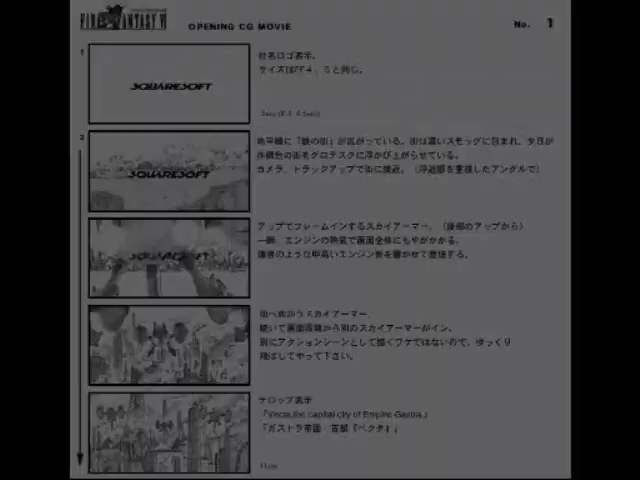 FINAL FANTASY VI
OPENING CG MOVIE
No. 1
1
社名ロゴ表示。
サイズはFF4、5と同じ。
SQUARESOFT
2
地平線に「鉄の街」が広がっている。街は濃いスモッグに包まれ、夕日が
の街をグロテスクに浮かび上がらせている。
カメラ、トラックアップで街に接近。(浮遊感を重視したアングルで)
SQUARESOFT
アップでフレームインするスカイアーマー。(後部のアップから)
一瞬、エンジンの熱気で画面全体にもやがかかる。
のような甲高いエンジン音を響かせて登場する。
SQUARESOFT
街へ向かうスカイアーマー。
続いて画面両端から別のスカイアーマーがイン。
別にアクションシーンとして描くワケではないので、ゆっくり
飛ばしてやって下さい。
テロップ表示
「Vecta,the capital city of Empire Gastra.」
「ガストラ帝国・首都『ベクタ』」